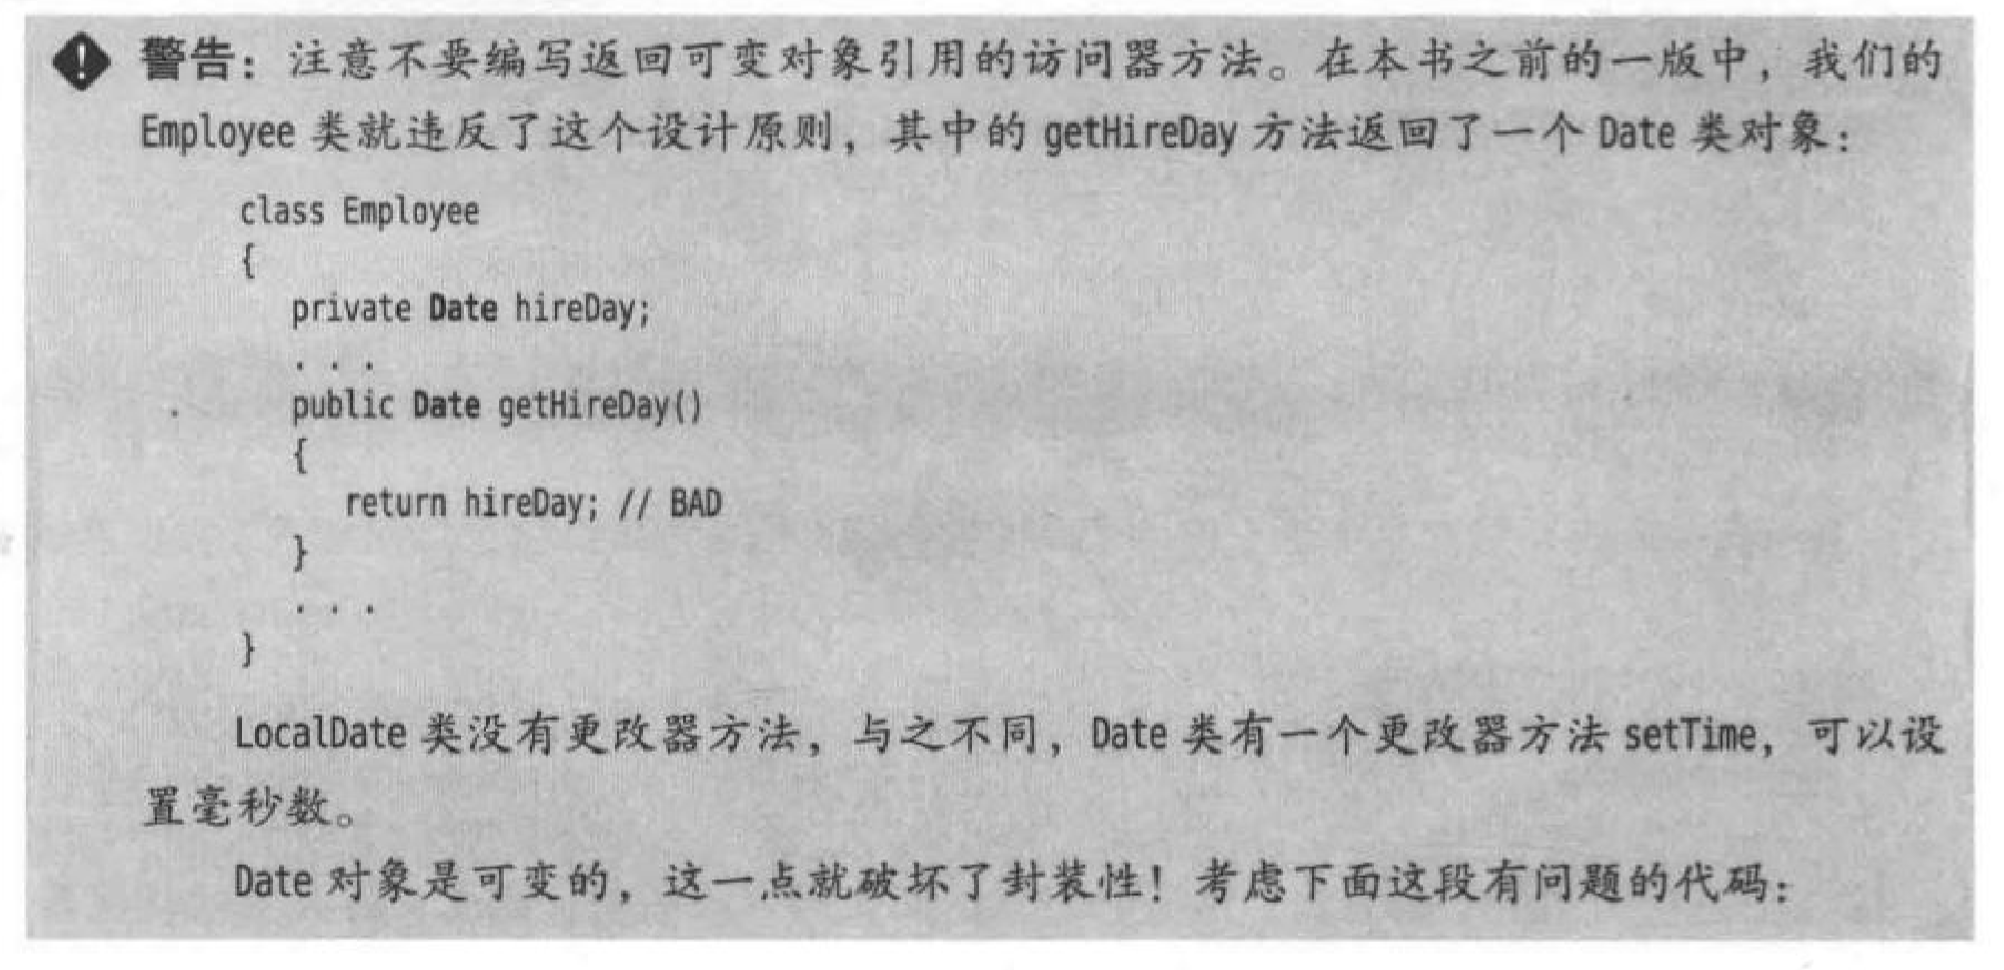 警告：注意不要编写返回可变对象引用的访问器方法。在本书之前的一版中，我们的
Employee 类就违反了这个设计原则，其中的 getHireDay 方法返回了一个 Date 类对象：
class Employee
{
private Date hireDay;
. . .
public Date getHireDay()
{
return hireDay; // BAD
}
. . .
}
LocalDate 类没有更改器方法，与之不同，Date 类有一个更改器方法 setTime，可以设
置毫秒数。
Date 对象是可变的，这一点就破坏了封装性！考虑下面这段有问题的代码：